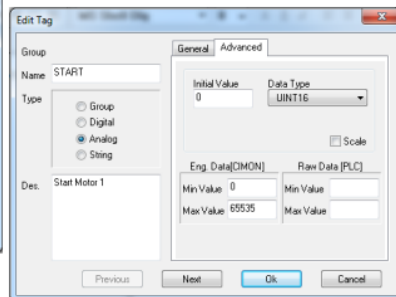 Edit Tag
Group
Name START
Type
Group
Digital
Analog
String
Des. Start Motor 1
General Advanced
Initial Value Data Type
0 UINT16
Scale
Eng. Data[CIMON] Raw Data [PLC]
Min Value 0 Min Value
Max Value 65535 Max Value
Previous Next Ok Cancel